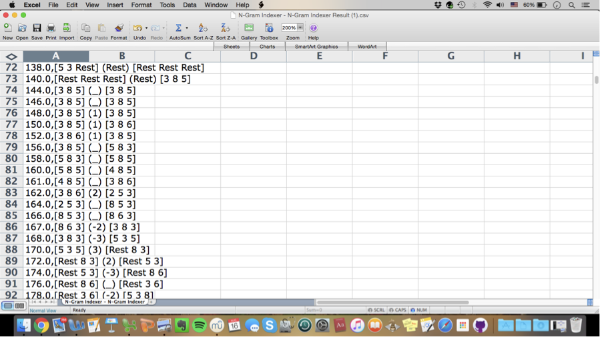 Excel File Edit View Insert Format Tools Data Window Help 60%
N-Gram Indexer - N-Gram Indexer Result (1).csv
200%
New Open Save Print Import Copy Paste Format Undo Redo AutoSum Sort A-Z Sort Z-A Gallery Toolbox Zoom Help
Sheets Charts SmartArt Graphics WordArt
A B C D E F G H I
72 138.0,[5 3 Rest] (Rest) [Rest Rest Rest]
73 140.0,[Rest Rest Rest] (Rest) [3 8 5]
74 144.0,[3 8 5] (_) [3 8 5]
75 146.0,[3 8 5] (_) [3 8 5]
76 148.0,[3 8 5] (1) [3 8 5]
77 150.0,[3 8 5] (1) [3 8 6]
78 152.0,[3 8 6] (1) [3 8 5]
79 156.0,[3 8 5] (_) [5 8 3]
80 158.0,[5 8 3] (_) [5 8 5]
81 160.0,[5 8 5] (_) [4 8 5]
82 161.0,[4 8 5] (_) [3 8 6]
83 162.0,[3 8 6] (2) [2 5 3]
84 164.0,[2 5 3] (_) [8 5 3]
85 166.0,[8 5 3] (_) [8 6 3]
86 167.0,[8 6 3] (-2) [3 8 3]
87 168.0,[3 8 3] (-3) [5 3 5]
88 170.0,[5 3 5] (3) [Rest 8 3]
89 172.0,[Rest 8 3] (2) [Rest 5 3]
90 174.0,[Rest 5 3] (-3) [Rest 8 6]
91 176.0,[Rest 8 6] (_) [Rest 3 6]
92 178.0,[Rest 3 6] (-2) [5 3 8]
N-Gram Indexer - N-Gram Indexer
Normal View Ready SCRL CAPS NUM
16